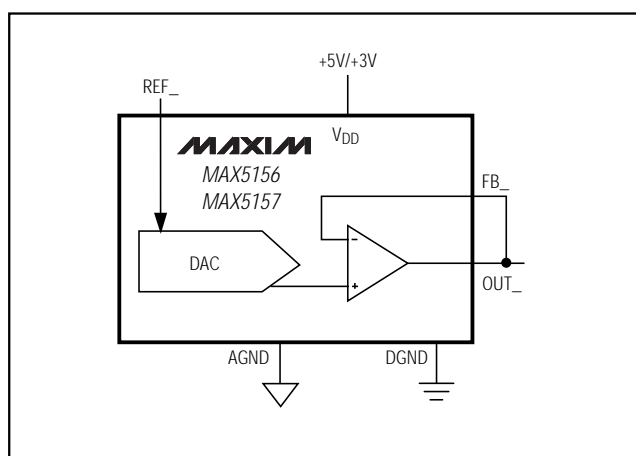 +5V/+3V
REF_
VDD
MAXIM
MAX5156
MAX5157
FB_
-
DAC
+
OUT_
AGND
DGND